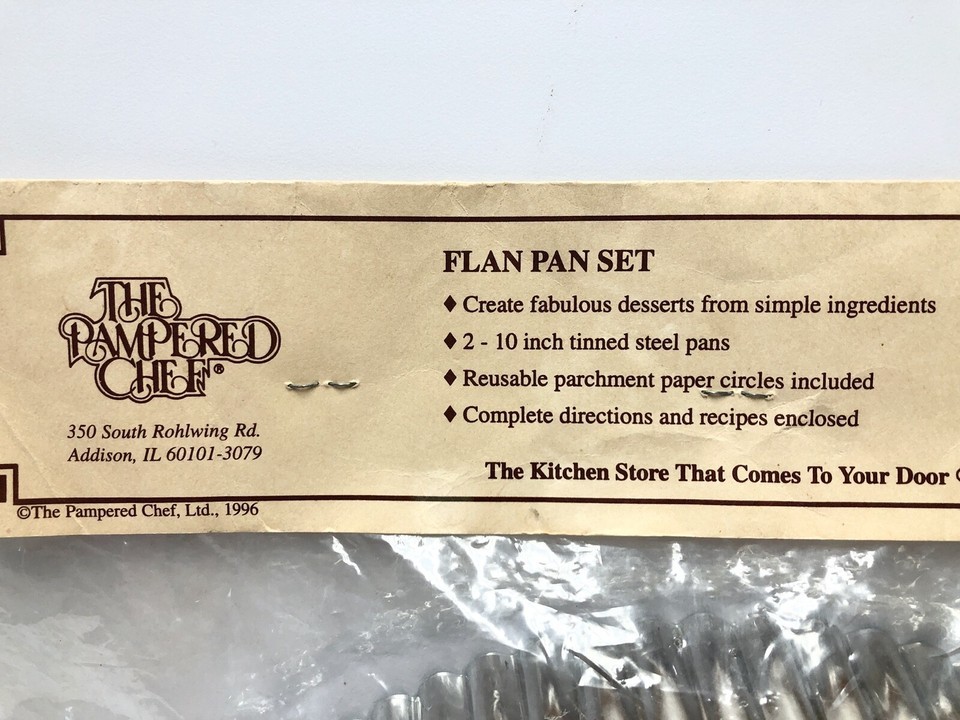 THE
PAMPERED
CHEF®
350 South Rohlwing Rd.
Addison, IL 60101-3079
©The Pampered Chef, Ltd., 1996
FLAN PAN SET
♦ Create fabulous desserts from simple ingredients
♦ 2 - 10 inch tinned steel pans
♦ Reusable parchment paper circles included
♦ Complete directions and recipes enclosed
The Kitchen Store That Comes To Your Door